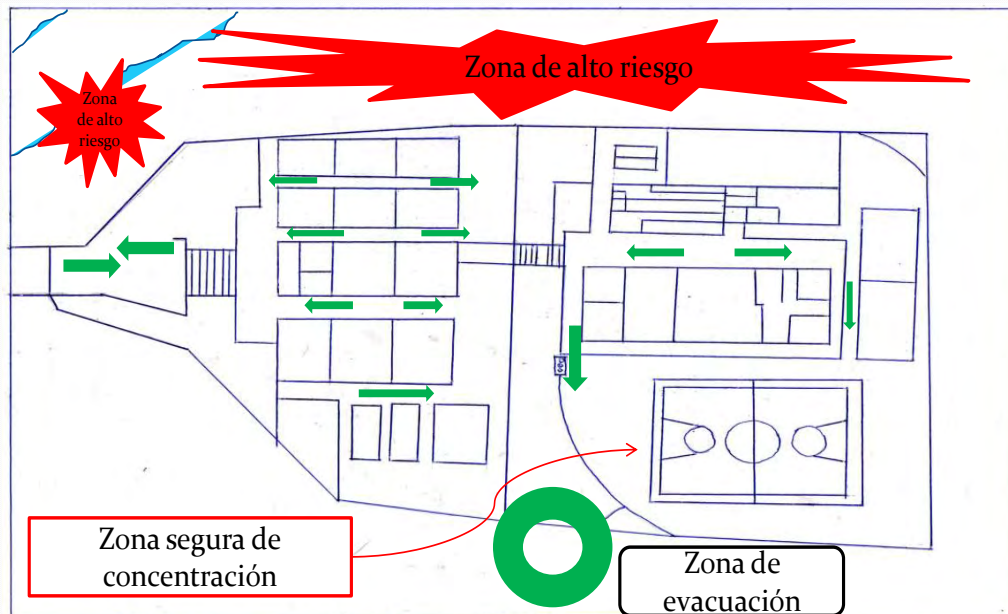 Zona de alto riesgo
Zona
de alto
riesgo
Zona segura de
concentración
Zona de
evacuación